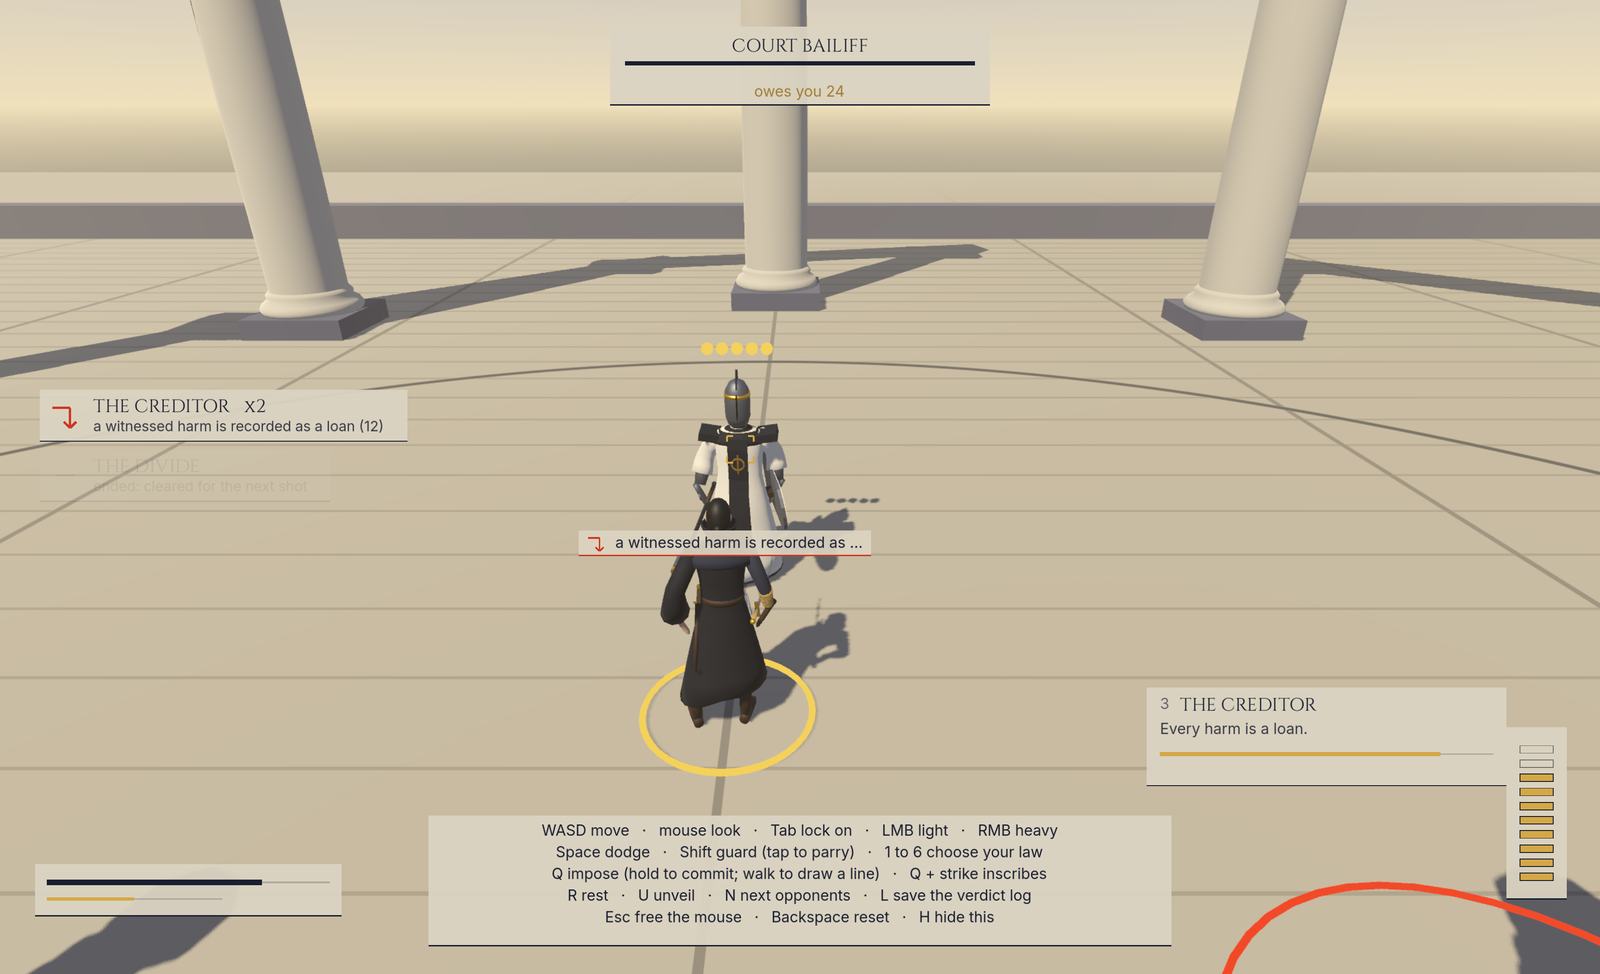 COURT BAILIFF
owes you 24
THE CREDITOR x2
a witnessed harm is recorded as a loan (12)
THE DIVIDE
ended: cleared for the next shot
a witnessed harm is recorded as ...
3 THE CREDITOR
Every harm is a loan.
WASD move · mouse look · Tab lock on · LMB light · RMB heavy
Space dodge · Shift guard (tap to parry) · 1 to 6 choose your law
Q impose (hold to commit; walk to draw a line) · Q + strike inscribes
R rest · U unveil · N next opponents · L save the verdict log
Esc free the mouse · Backspace reset · H hide this